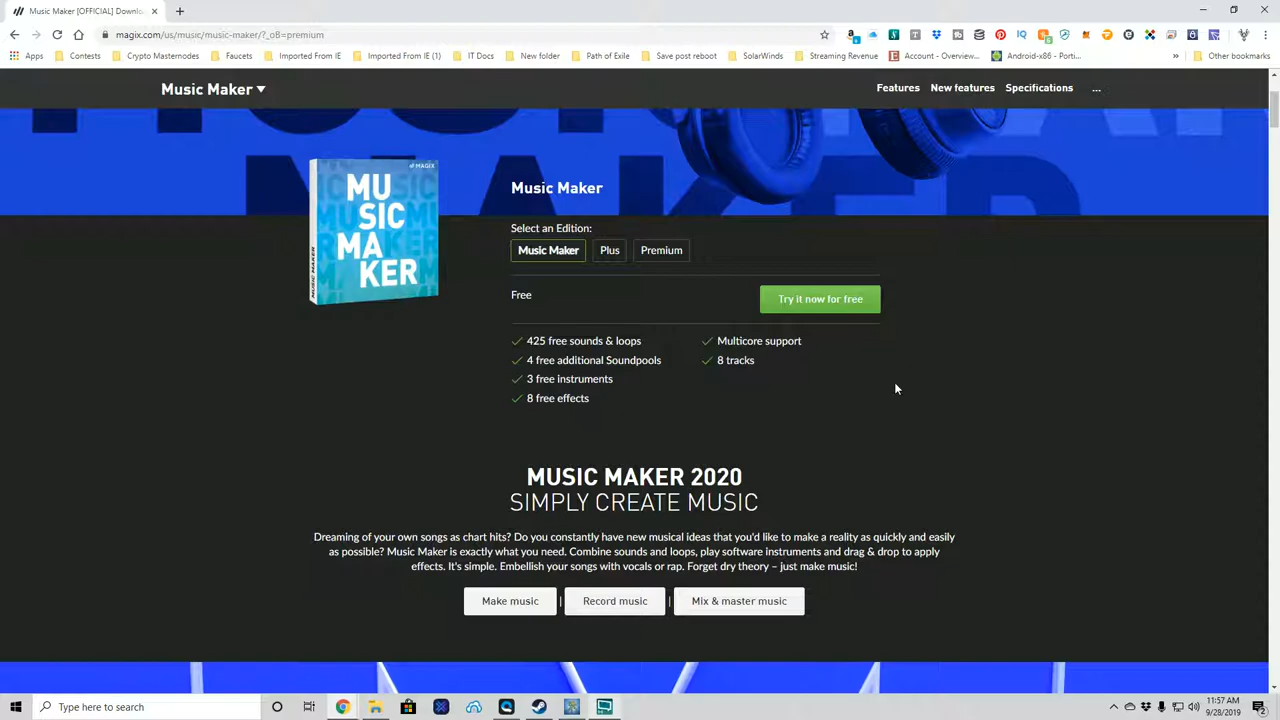 Music Maker [OFFICIAL] Downlo
magix.com/us/music/music-maker/?_oB=premium
Apps Contests Crypto Masternodes Faucets Imported From IE Imported From IE (1) IT Docs New folder Path of Exile Save post reboot SolarWinds Streaming Revenue Account - Overview... Android-x86 - Porti... » Other bookmarks
Music Maker Features New features Specifications ...
MAKER
MAGIX
MU
SIC
MA
KER
MUSIC MAKER
Music Maker
Select an Edition:
Music Maker Plus Premium
Free Try it now for free
425 free sounds & loops Multicore support
4 free additional Soundpools 8 tracks
3 free instruments
8 free effects
MUSIC MAKER 2020
SIMPLY CREATE MUSIC
Dreaming of your own songs as chart hits? Do you constantly have new musical ideas that you'd like to make a reality as quickly and easily
as possible? Music Maker is exactly what you need. Combine sounds and loops, play software instruments and drag & drop to apply
effects. It's simple. Embellish your songs with vocals or rap. Forget dry theory – just make music!
Make music | Record music | Mix & master music
Type here to search
11:57 AM
9/28/2019
2